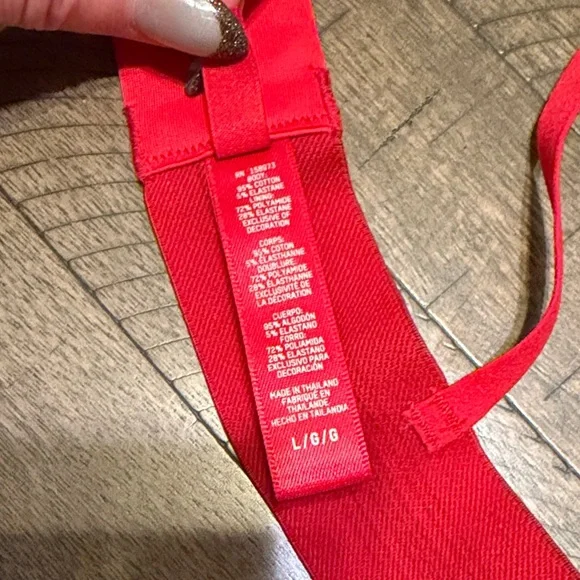 RN 158073
BODY:
95% COTTON
5% ELASTANE
LINING:
72% POLYAMIDE
28% ELASTANE
EXCLUSIVE OF
DECORATION
CORPS:
95% COTON
5% ÉLASTHANNE
DOUBLURE:
72% POLYAMIDE
28% ÉLASTHANNE
EXCLUSIVITÉ DE
LA DÉCORATION
CUERPO:
95% ALGODÓN
5% ELASTANO
FORRO:
72% POLIAMIDA
28% ELASTANO
EXCLUSIVO PARA
DECORACIÓN
MADE IN THAILAND
FABRIQUÉ EN
THAÏLANDE
HECHO EN TAILANDIA
L/G/G